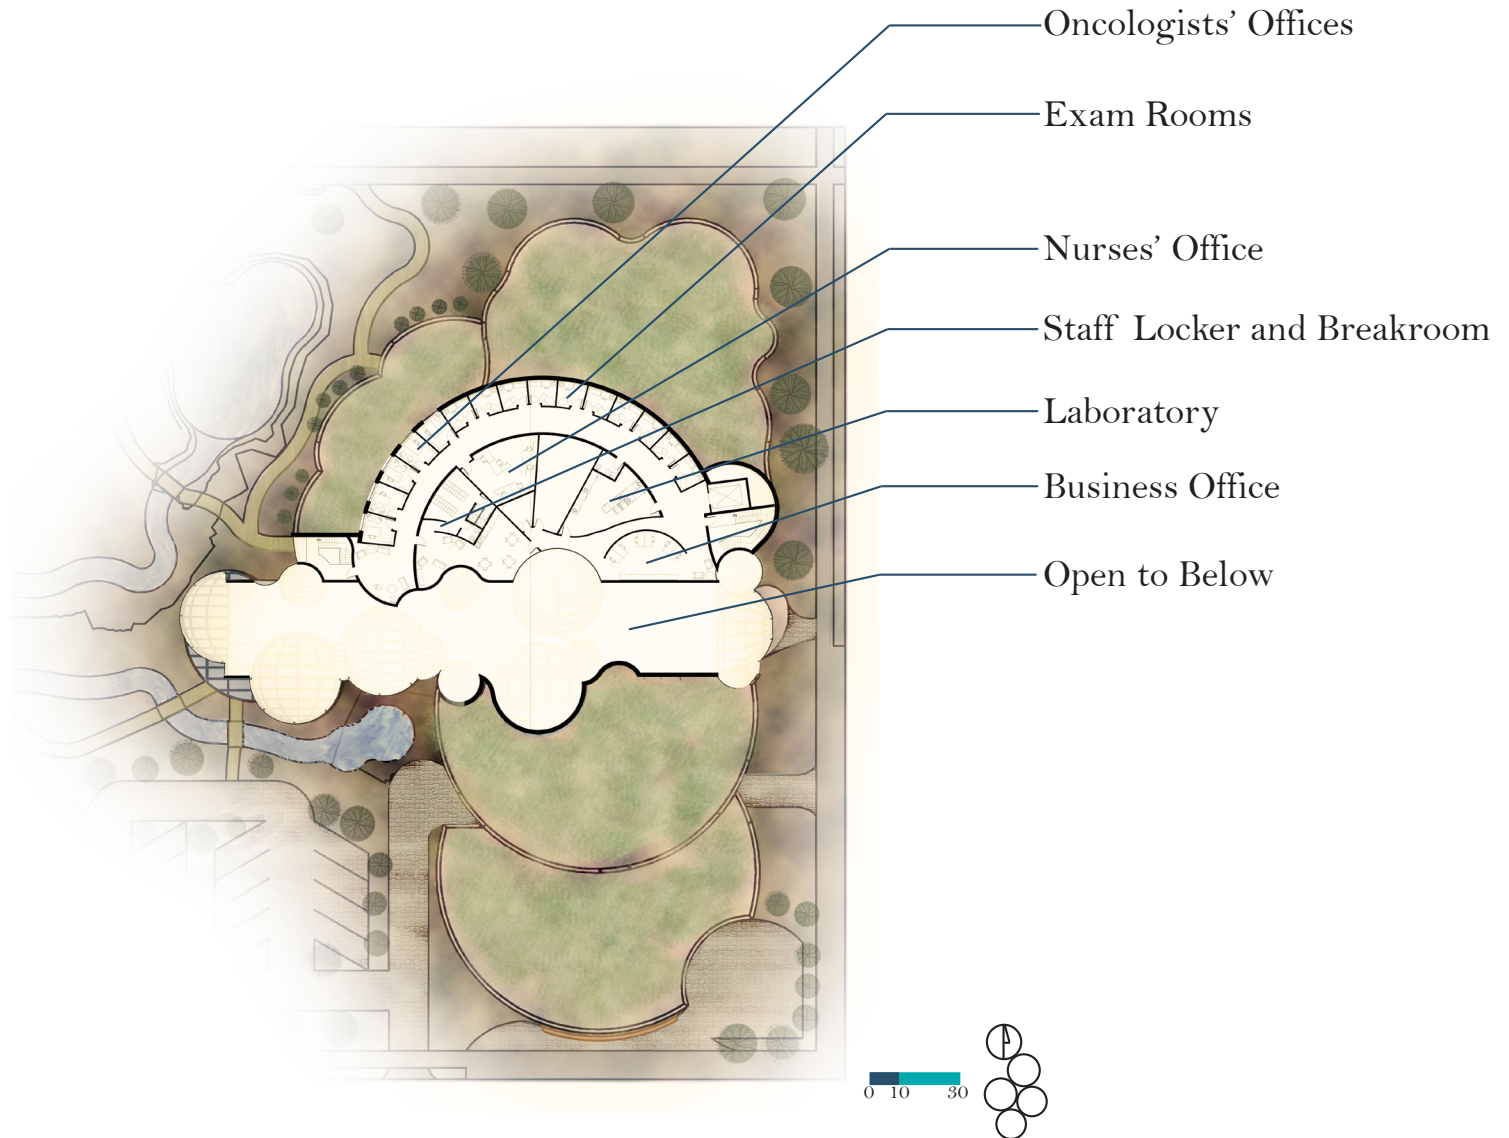 Oncologists’ Offices
Exam Rooms
Nurses’ Office
Staff Locker and Breakroom
Laboratory
Business Office
Open to Below
0 10 30